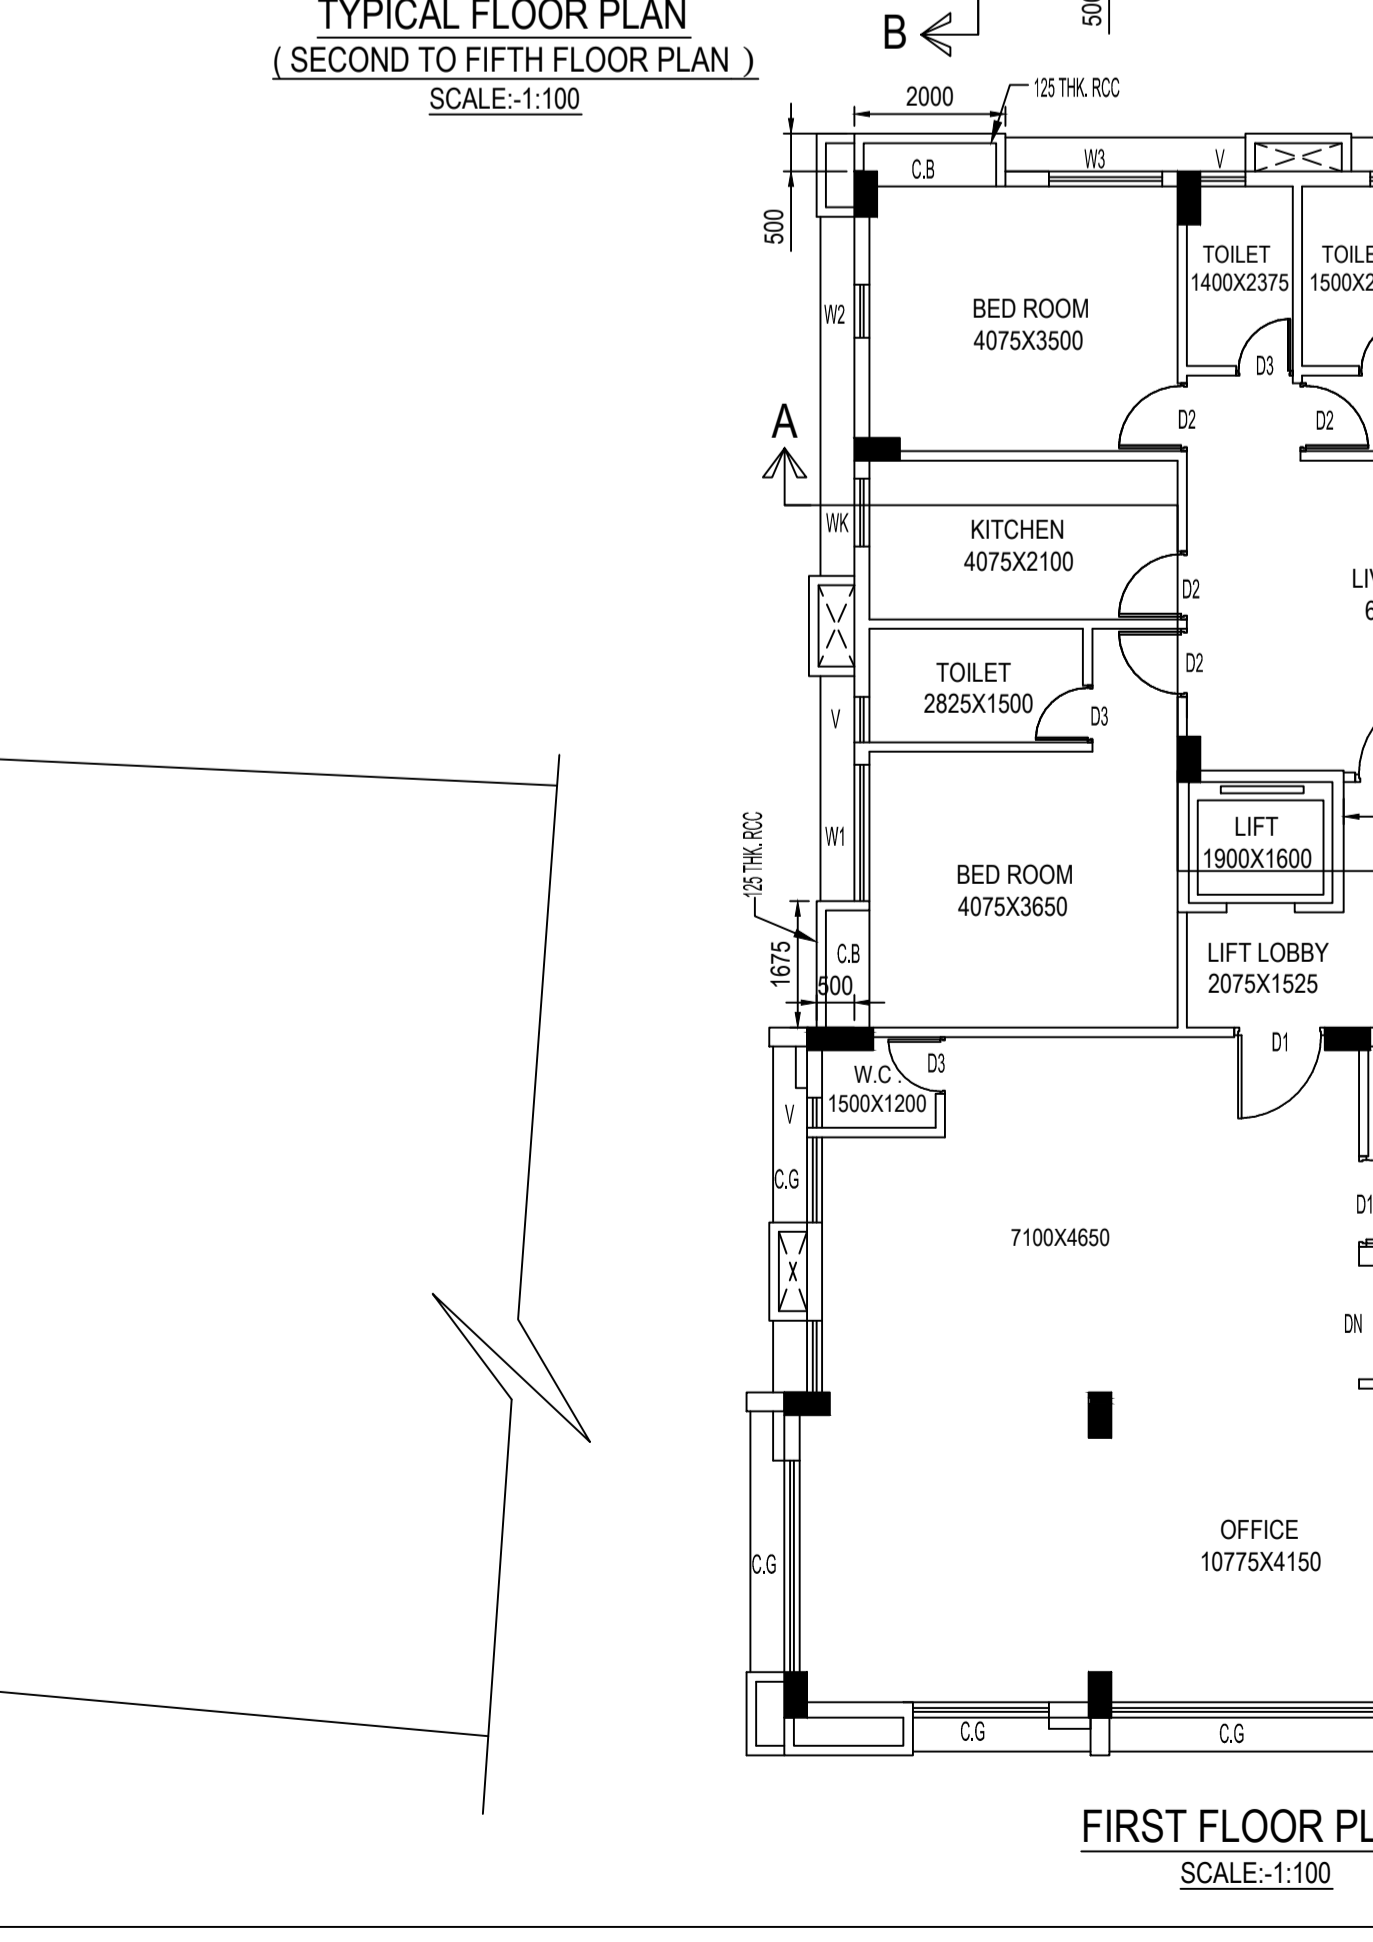 TYPICAL FLOOR PLAN
( SECOND TO FIFTH FLOOR PLAN )
SCALE:-1:100
B
500
125 THK. RCC
2000
C.B
W3
V
500
TOILET
1400X2375
BED ROOM
4075X3500
W2
D3
D2
D2
A
WK
KITCHEN
4075X2100
D2
D2
TOILET
2825X1500
D3
V
W1
125 THK. RCC
LIFT
1900X1600
BED ROOM
4075X3650
C.B
1675
500
LIFT LOBBY
2075X1525
D1
W.C .
1500X1200
D3
V
C.G
D1
7100X4650
X
DN
OFFICE
10775X4150
C.G
C.G
C.G
FIRST FLOOR
SCALE:-1:100